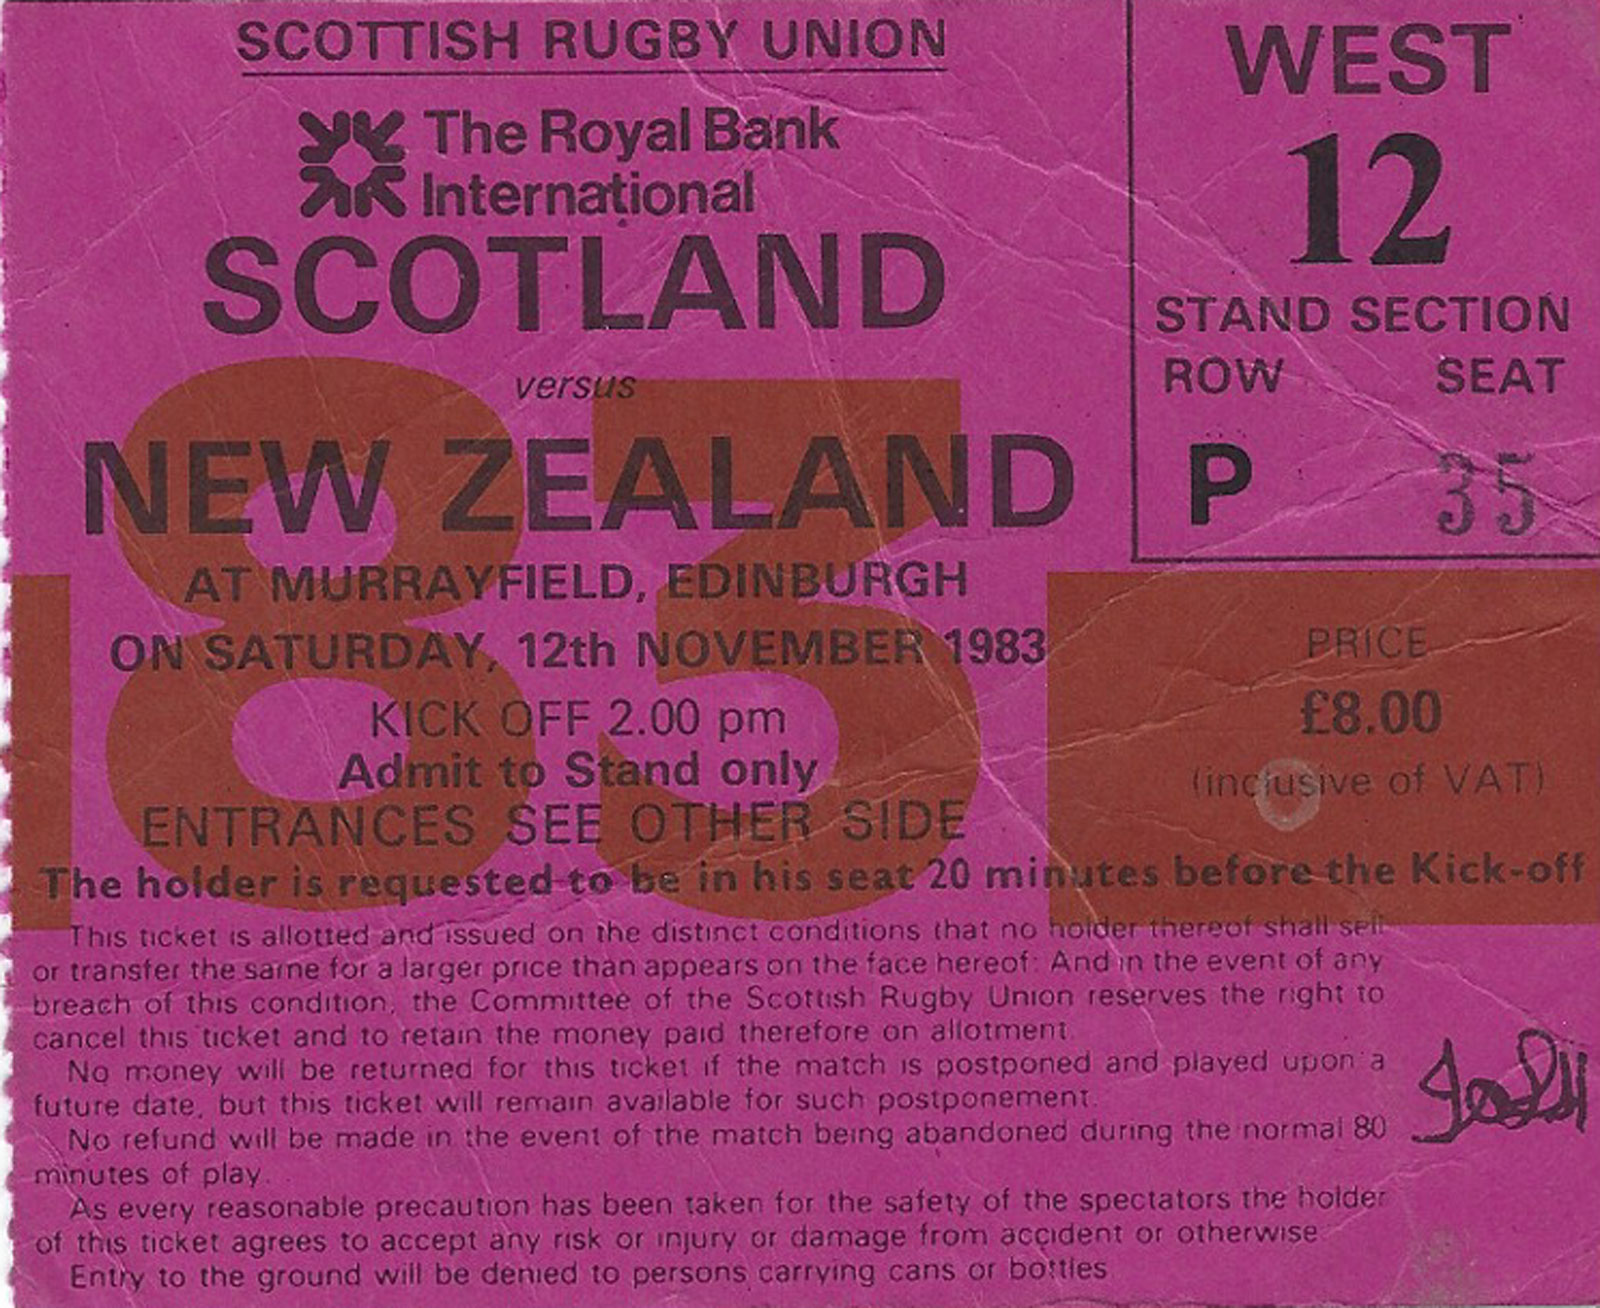 SCOTTISH RUGBY UNION
The Royal Bank
International
SCOTLAND
versus
NEW ZEALAND
AT MURRAYFIELD, EDINBURGH
ON SATURDAY, 12th NOVEMBER 1983
KICK OFF 2.00 pm
Admit to Stand only
ENTRANCES SEE OTHER SIDE
WEST
12
STAND SECTION
ROW SEAT
P 35
PRICE
£8.00
(inclusive of VAT)
83
The holder is requested to be in his seat 20 minutes before the Kick-off
This ticket is allotted and issued on the distinct conditions that no holder thereof shall sell
or transfer the same for a larger price than appears on the face hereof: And in the event of any
breach of this condition, the Committee of the Scottish Rugby Union reserves the right to
cancel this ticket and to retain the money paid therefore on allotment.
No money will be returned for this ticket if the match is postponed and played upon a
future date, but this ticket will remain available for such postponement.
No refund will be made in the event of the match being abandoned during the normal 80
minutes of play.
As every reasonable precaution has been taken for the safety of the spectators the holder
of this ticket agrees to accept any risk or injury or damage from accident or otherwise
Entry to the ground will be denied to persons carrying cans or bottles